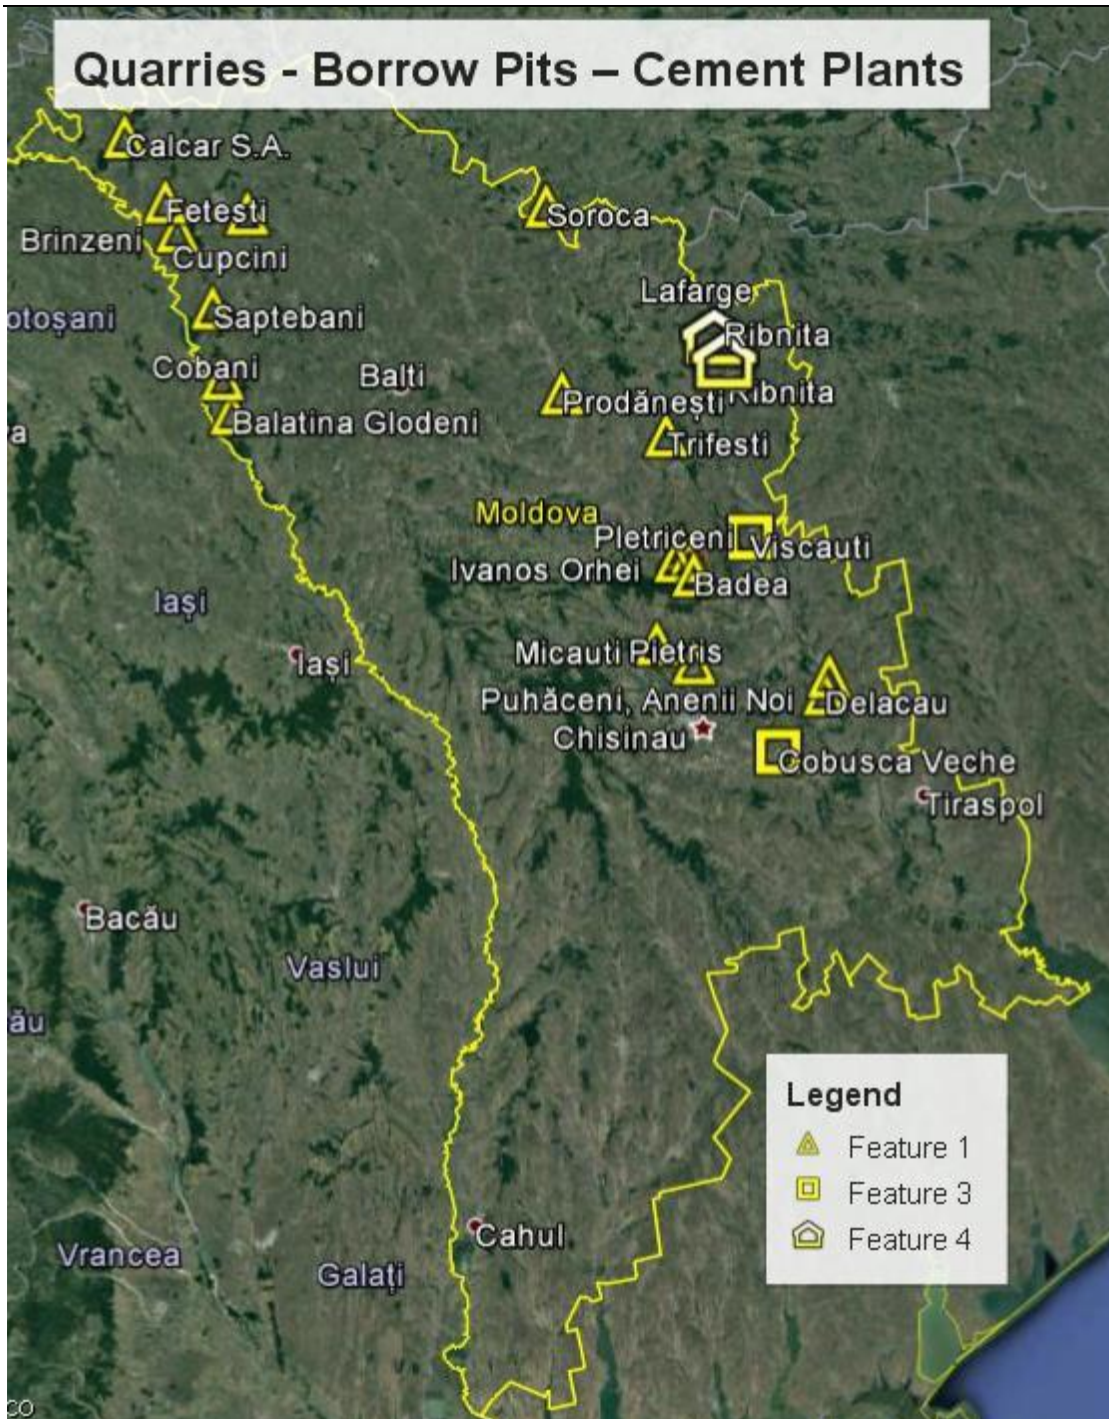 Quarries - Borrow Pits – Cement Plants
Calcar S.A.
Fetesti
Soroca
Brinzeni
Cupcini
Lafarge
otoșani
Saptebani
Ribnita
Cobani
Balti
Prodănești
Ribnita
a
Balatina Glodeni
Trifesti
Moldova
Pletriceni
Viscauti
Ivanos Orhei
Badea
Iași
Micauti
Pietris
Iași
Puhăceni, Anenii Noi
Delacau
Chisinau
Cobusca Veche
Tiraspol
Bacău
Vaslui
ău
Legend
Feature 1
Feature 3
Feature 4
Cahul
Vrancea
Galați
co